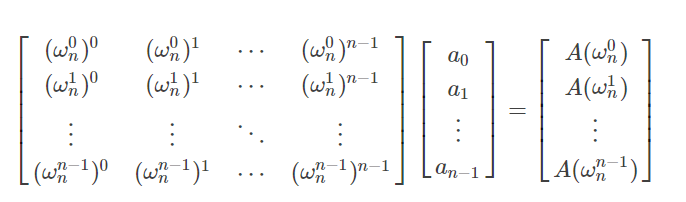 (ω_n^0)^0 (ω_n^0)^1 ⋯ (ω_n^0)^{n−1} a_0 A(ω_n^0)
(ω_n^1)^0 (ω_n^1)^1 ⋯ (ω_n^1)^{n−1} a_1 A(ω_n^1)
⋮ ⋮ ⋱ ⋮ ⋮ = ⋮
(ω_n^{n−1})^0 (ω_n^{n−1})^1 ⋯ (ω_n^{n−1})^{n−1} a_{n−1} A(ω_n^{n−1})